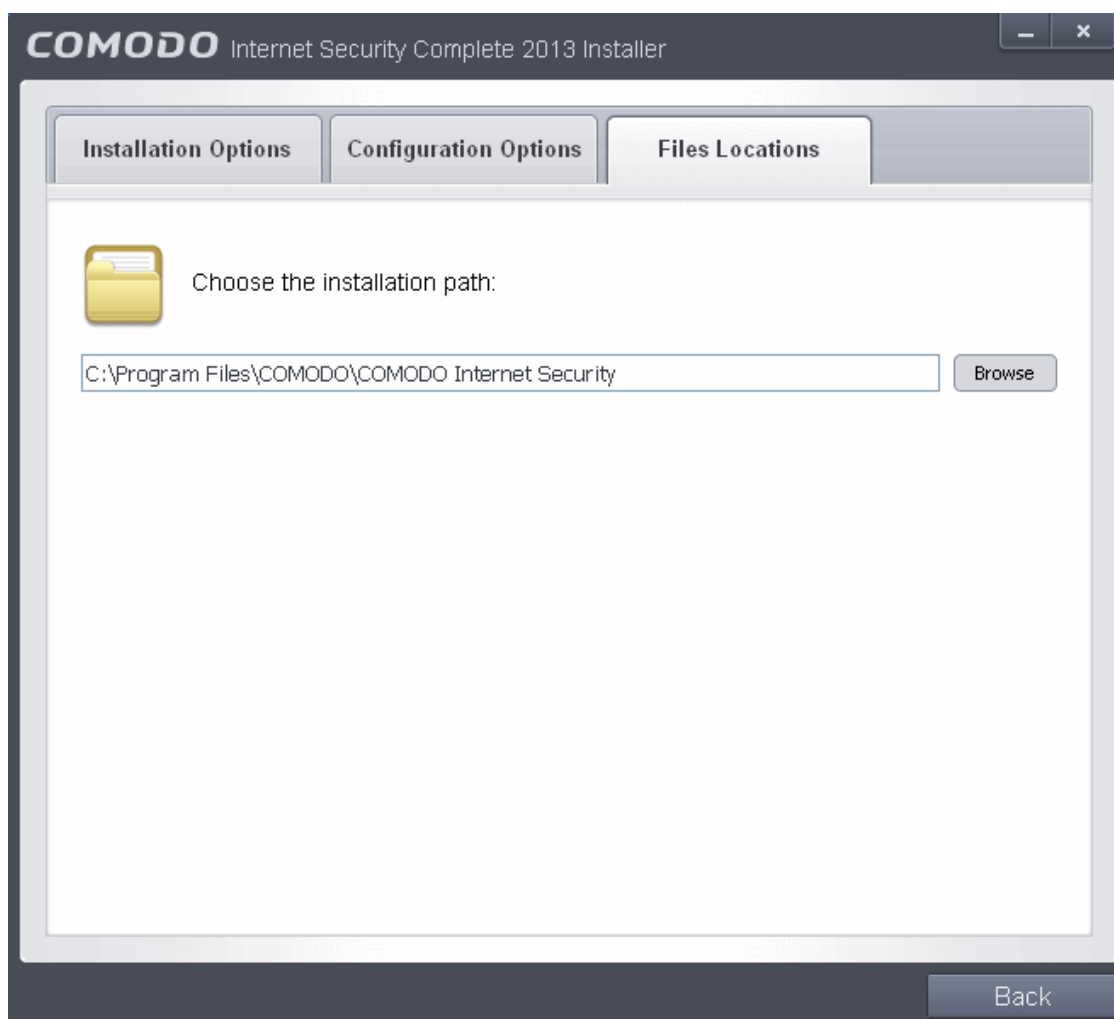 COMODO Internet Security Complete 2013 Installer
Installation Options
Configuration Options
Files Locations
Choose the installation path:
C:\Program Files\COMODO\COMODO Internet Security
Browse
Back